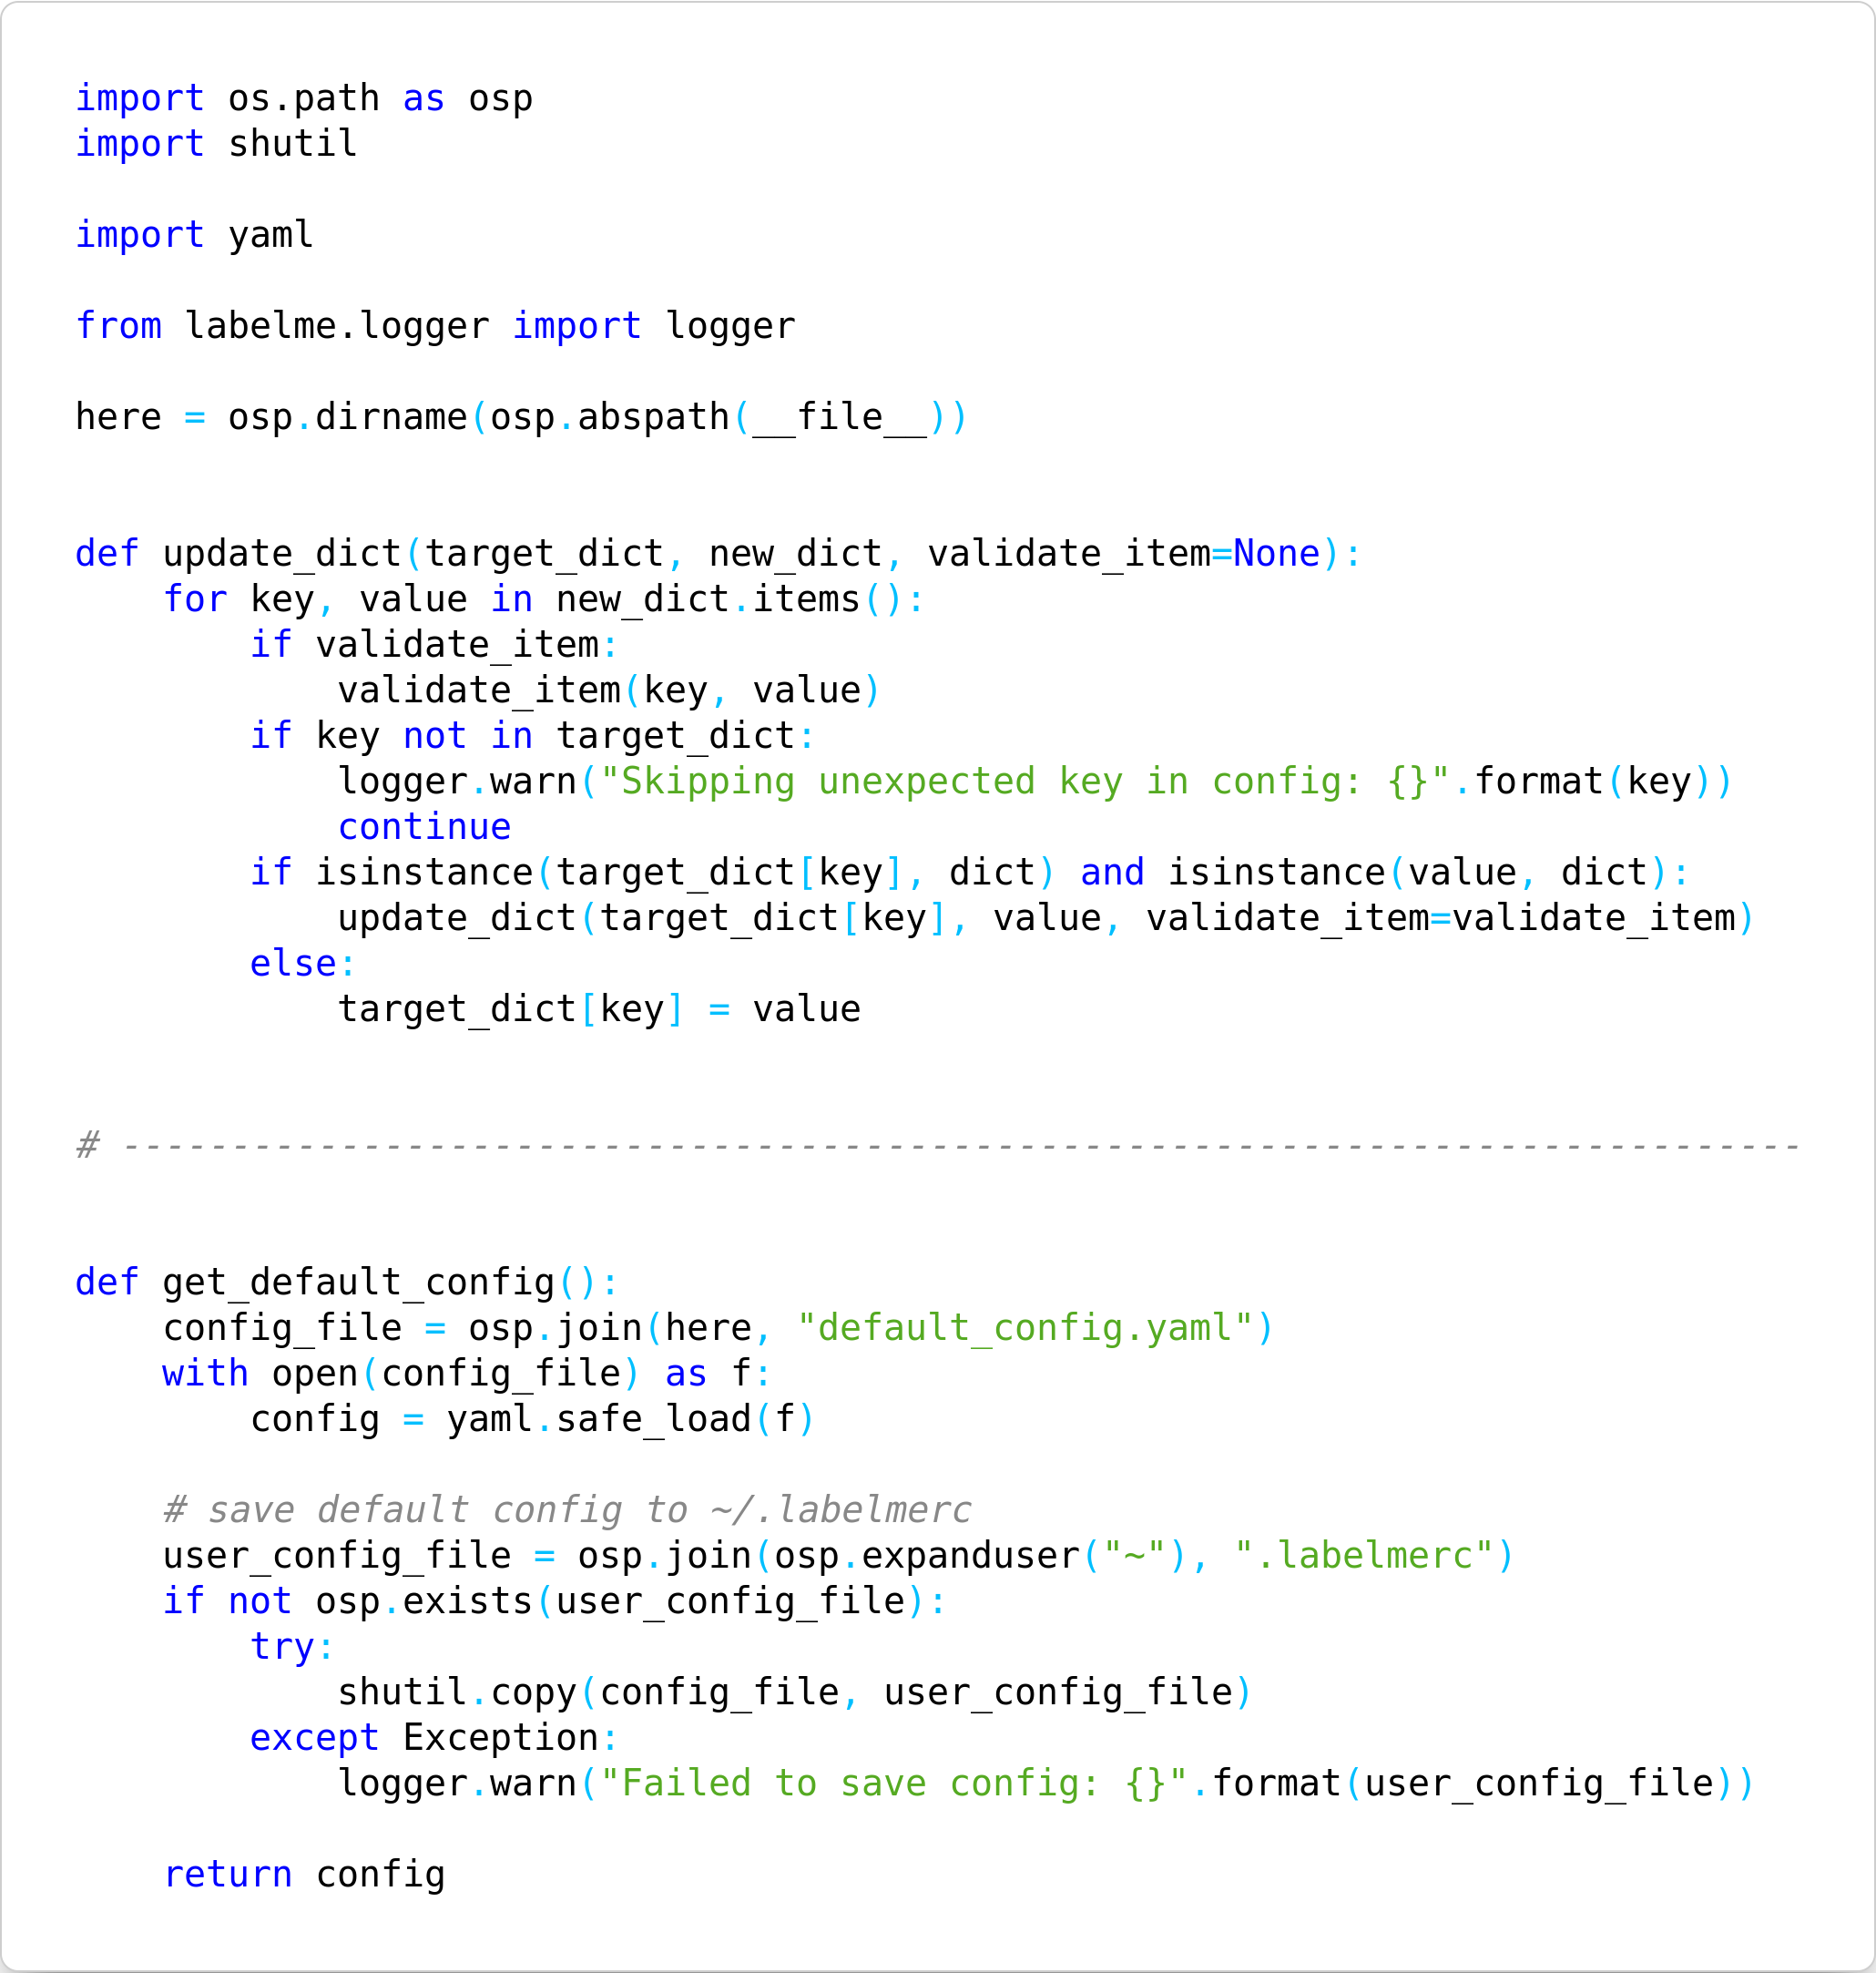 import os.path as osp
import shutil

import yaml

from labelme.logger import logger

here = osp.dirname(osp.abspath(__file__))


def update_dict(target_dict, new_dict, validate_item=None):
    for key, value in new_dict.items():
        if validate_item:
            validate_item(key, value)
        if key not in target_dict:
            logger.warn("Skipping unexpected key in config: {}".format(key))
            continue
        if isinstance(target_dict[key], dict) and isinstance(value, dict):
            update_dict(target_dict[key], value, validate_item=validate_item)
        else:
            target_dict[key] = value


# -----------------------------------------------------------------------------


def get_default_config():
    config_file = osp.join(here, "default_config.yaml")
    with open(config_file) as f:
        config = yaml.safe_load(f)

    # save default config to ~/.labelmerc
    user_config_file = osp.join(osp.expanduser("~"), ".labelmerc")
    if not osp.exists(user_config_file):
        try:
            shutil.copy(config_file, user_config_file)
        except Exception:
            logger.warn("Failed to save config: {}".format(user_config_file))

    return config